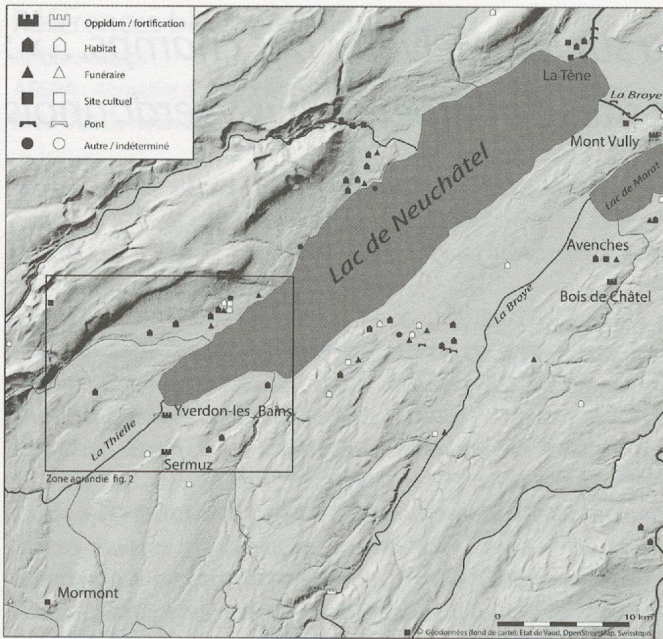 Oppidum / fortification
Habitat
Funéraire
Site cultuel
Pont
Autre / indéterminé
La Tène
La Broye
Mont Vully
Lac de Morat
Lac de Neuchâtel
Avenches
Bois de Châtel
La Broye
Yverdon-les Bains
La Thielle
Sermuz
Zone agrandie fig. 2
Mormont
0 10 km
© Géodonnées (fond de carte): Etat de Vaud, OpenStreetMap, Swisstopo